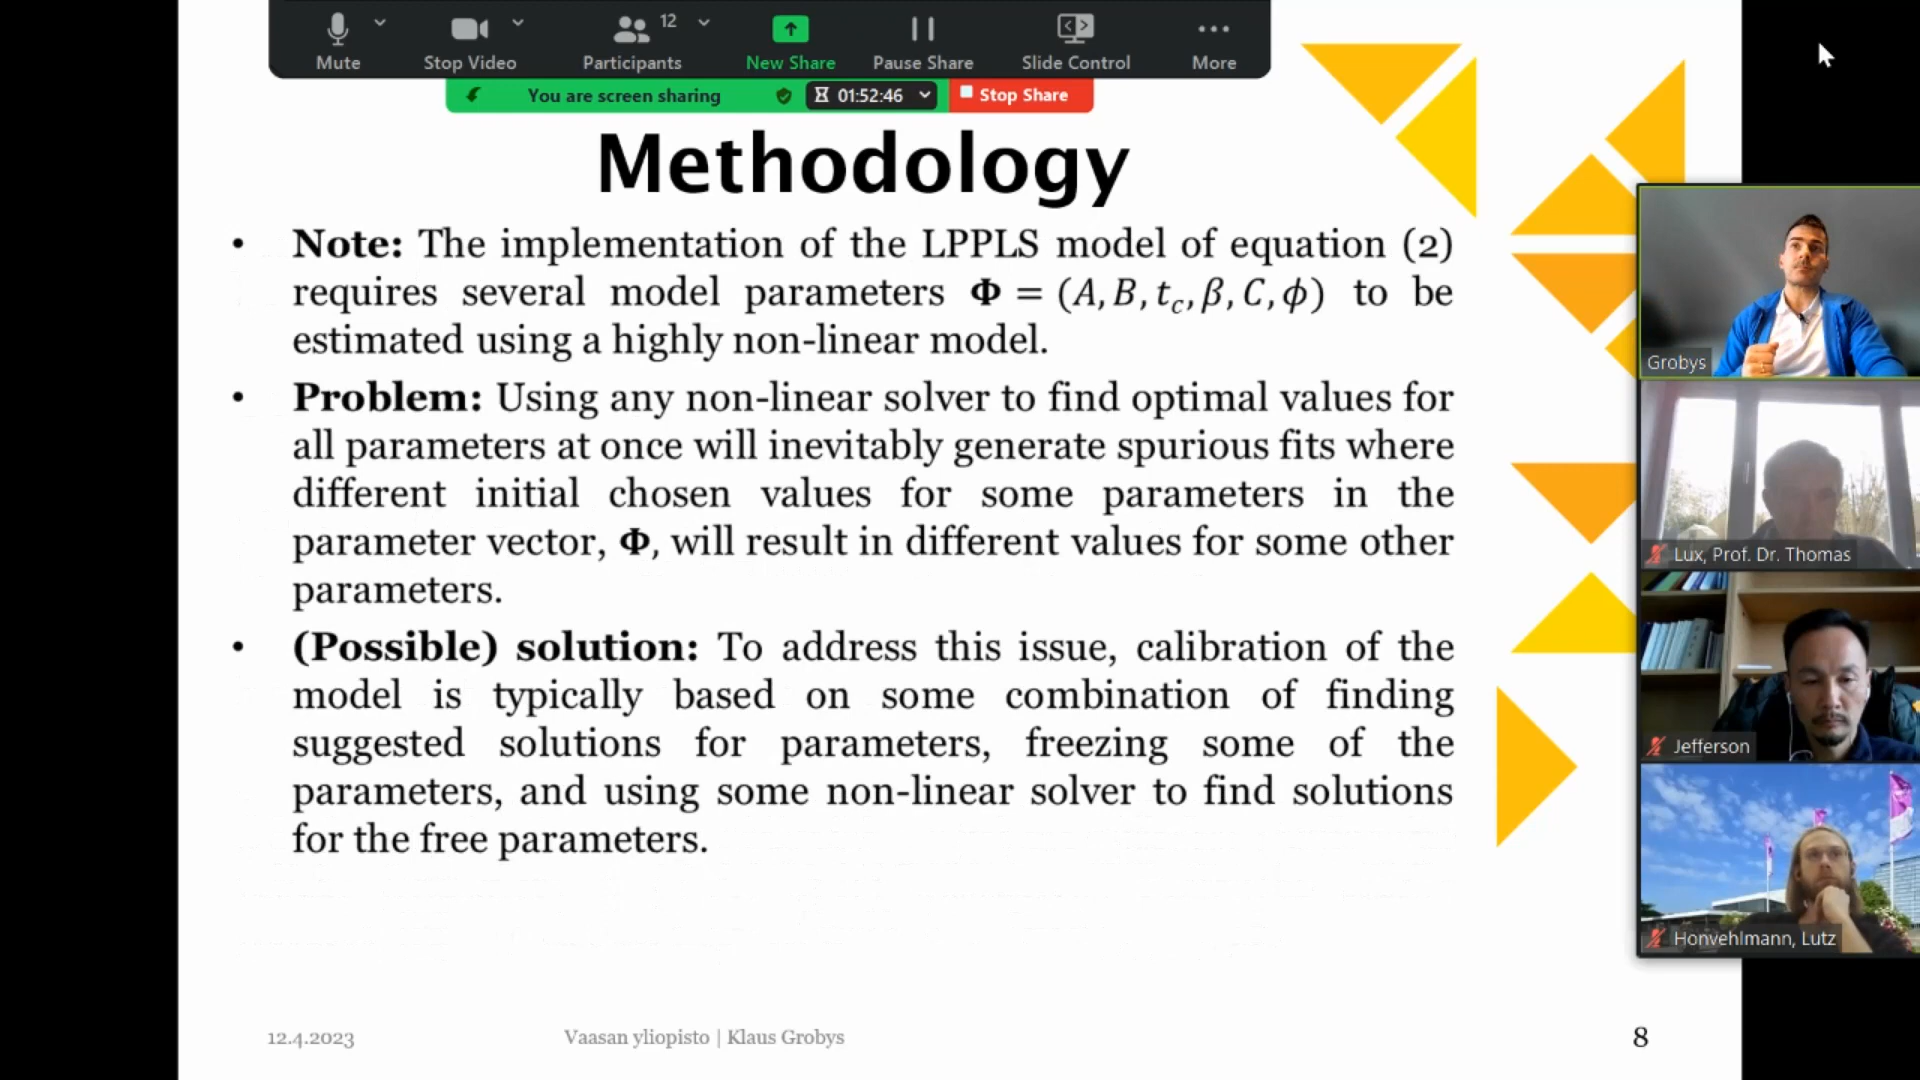 Mute
Stop Video
Participants
12
New Share
Pause Share
Slide Control
More
You are screen sharing
01:52:46
Stop Share
Methodology
• Note: The implementation of the LPPLS model of equation (2)
requires several model parameters 𝚽 = (A, B, t_c, β, C, ϕ) to be
estimated using a highly non-linear model.
• Problem: Using any non-linear solver to find optimal values for
all parameters at once will inevitably generate spurious fits where
different initial chosen values for some parameters in the
parameter vector, 𝚽, will result in different values for some other
parameters.
• (Possible) solution: To address this issue, calibration of the
model is typically based on some combination of finding
suggested solutions for parameters, freezing some of the
parameters, and using some non-linear solver to find solutions
for the free parameters.
Grobys
Lux, Prof. Dr. Thomas
Jefferson
Honvehlmann, Lutz
12.4.2023
Vaasan yliopisto | Klaus Grobys
8